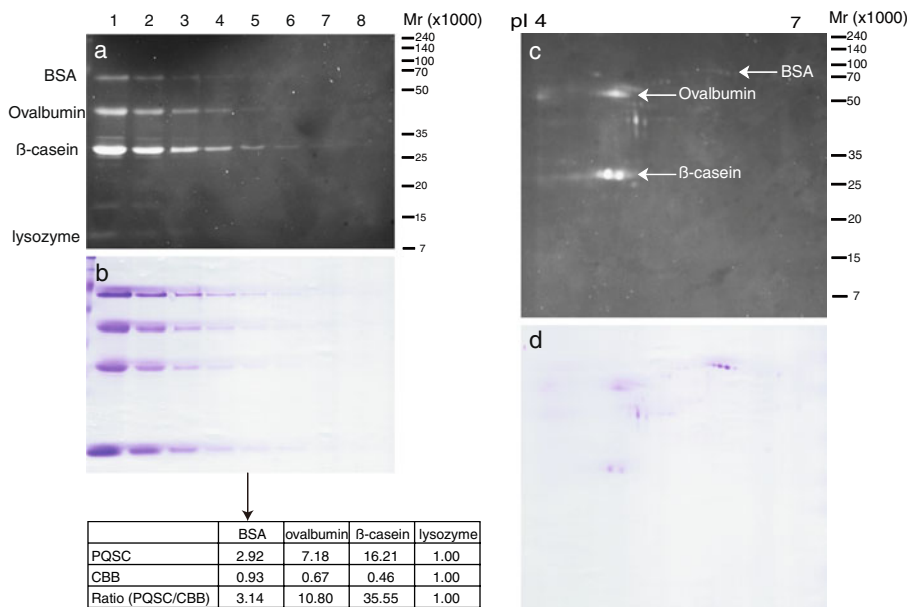 1 2 3 4 5 6 7 8 Mr (x1000)
a
BSA
Ovalbumin
ß-casein
lysozyme
240
140
100
70
50
35
25
20
15
7
b
BSA ovalbumin ß-casein lysozyme
PQSC 2.92 7.18 16.21 1.00
CBB 0.93 0.67 0.46 1.00
Ratio (PQSC/CBB) 3.14 10.80 35.55 1.00
pI 4 7 Mr (x1000)
c
BSA
Ovalbumin
ß-casein
240
140
100
70
50
35
25
20
15
7
d